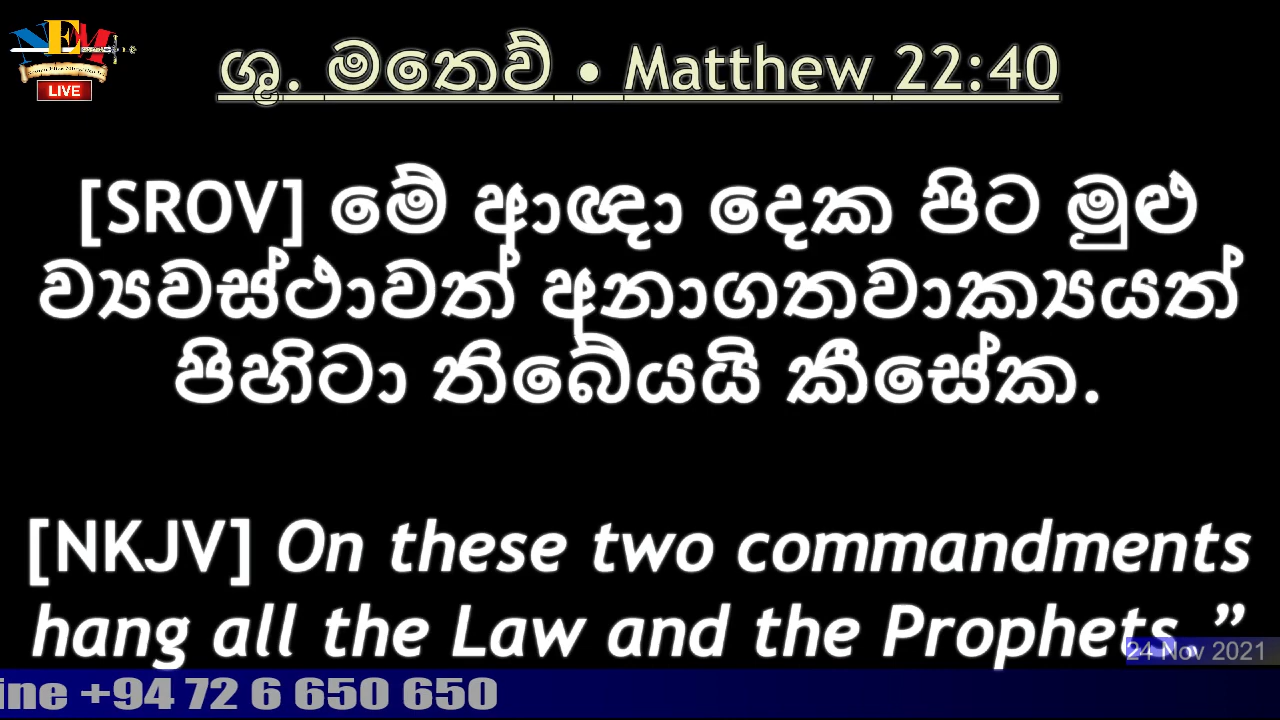 NEM
LIVE
ශු. මතෙව් • Matthew 22:40
[SROV] මේ ආඥා දෙක පිට මුළු
ව්‍යවස්ථාවත් අනාගතවාක්‍යයත්
පිහිටා තිබේයයි කීසේක.
[NKJV] On these two commandments
hang all the Law and the Prophets.”
24 Nov 2021
ine +94 72 6 650 650